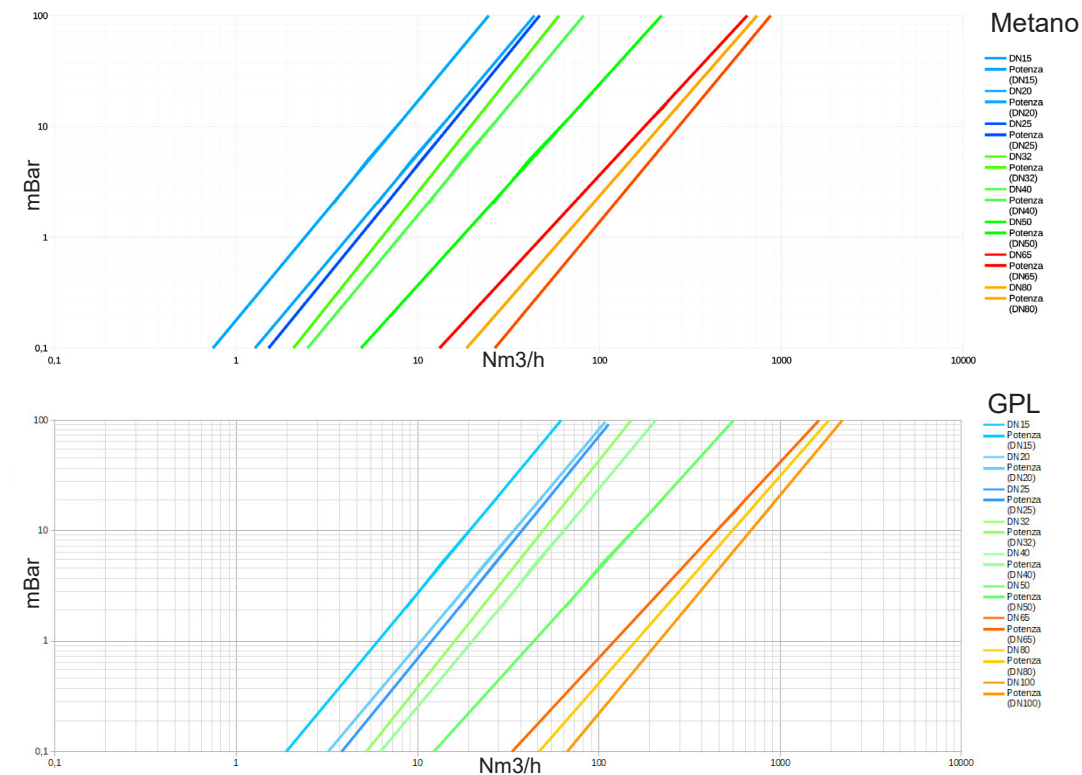 Metano
100
10
1
0,1
mBar
0,1
1
10
100
1000
10000
Nm3/h
DN15
Potenza
(DN15)
DN20
Potenza
(DN20)
DN25
Potenza
(DN25)
DN32
Potenza
(DN32)
DN40
Potenza
(DN40)
DN50
Potenza
(DN50)
DN65
Potenza
(DN65)
DN80
Potenza
(DN80)
GPL
100
10
1
0,1
mBar
0,1
1
10
100
1000
10000
Nm3/h
DN15
Potenza
(DN15)
DN20
Potenza
(DN20)
DN25
Potenza
(DN25)
DN32
Potenza
(DN32)
DN40
Potenza
(DN40)
DN50
Potenza
(DN50)
DN65
Potenza
(DN65)
DN80
Potenza
(DN80)
DN100
Potenza
(DN100)